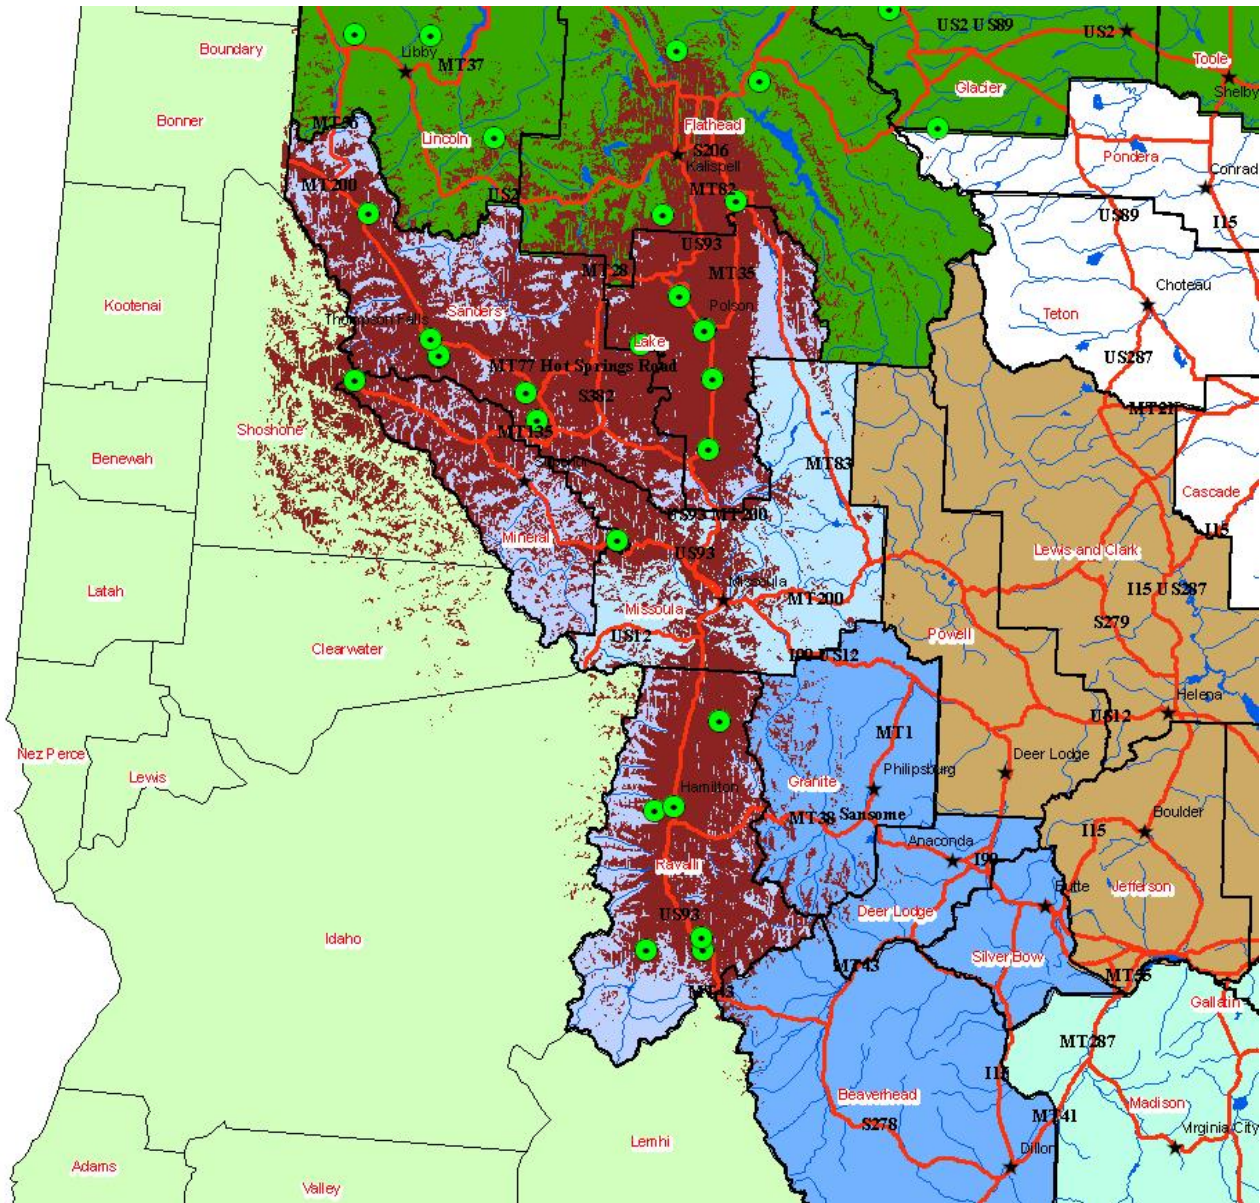 US2 US89
US2
Boundary
Libby
MT37
Toole
Shelby
Glacier
Bonner
MT56
Flathead
Lincoln
S206
Kalispell
Pondera
Conrad
MT200
US2
MT82
US89
I15
US93
MT28
MT35
Kootenai
Choteau
Polson
Sanders
Thompson Falls
Teton
Lake
US287
MT77 Hot Springs Road
S382
MT21
Shoshone
MT135
Benewah
MT83
Cascade
US93 MT200
I15
Mineral
US93
Lewis and Clark
Missoula
I15 US287
Latah
MT200
Missoula
S279
Powell
US12
Clearwater
I90 US12
Helena
US12
MT1
Nez Perce
Deer Lodge
Lewis
Philipsburg
Granite
Hamilton
MT38
Sansome
Boulder
I15
Anaconda
I90
Ravalli
Butte
Jefferson
Deer Lodge
US93
Idaho
Silver Bow
MT43
MT55
MT43
Gallatin
MT287
I15
Beaverhead
Madison
MT41
S278
Virginia City
Lemhi
Dillon
Adams
Valley